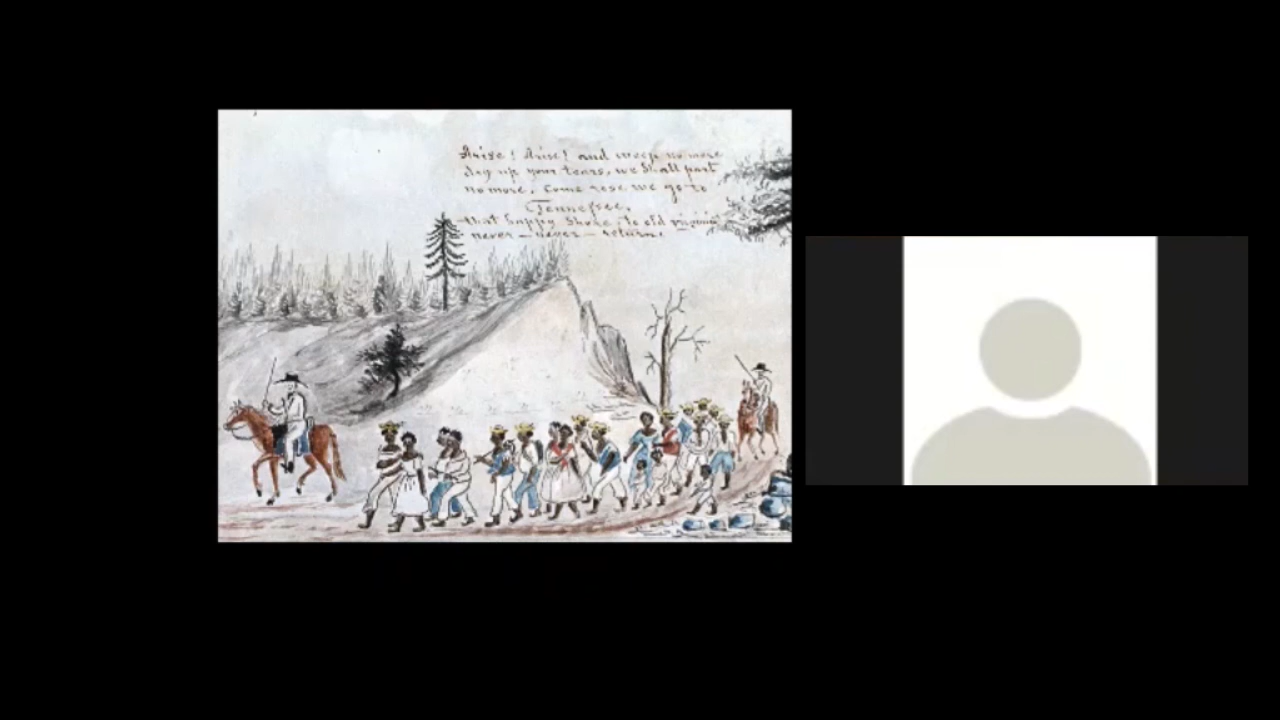 Arise! Arise! and weep no more
dry up your tears, we shall part
no more, Come rose we go to
Tennessee,
that happy Shore, to old virginia
never — never — return.